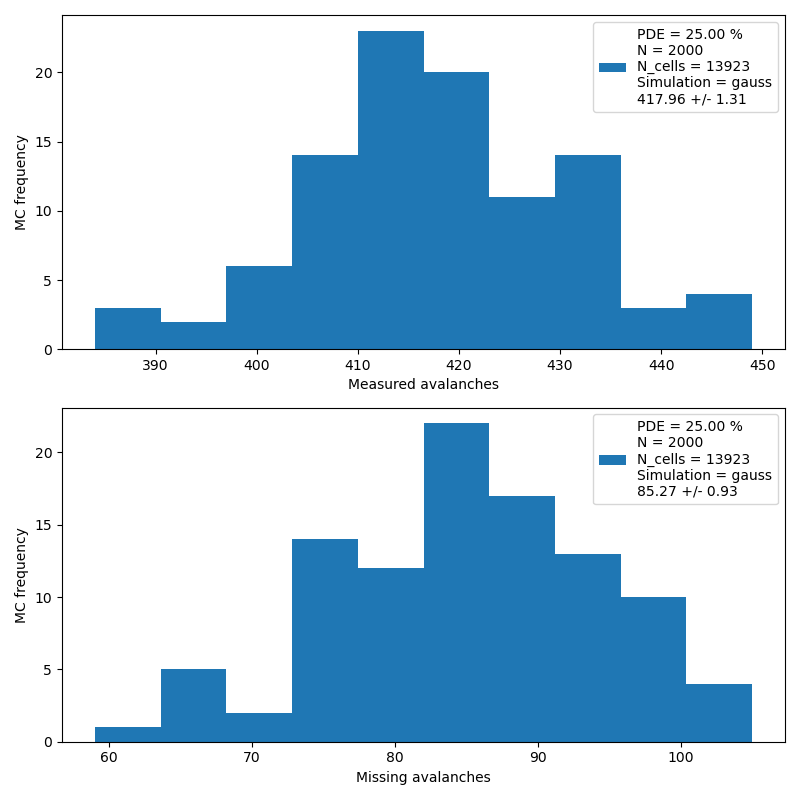 PDE = 25.00 %
N = 2000
N_cells = 13923
Simulation = gauss
417.96 +/- 1.31
MC frequency
20
15
10
5
0
390 400 410 420 430 440 450
Measured avalanches
PDE = 25.00 %
N = 2000
N_cells = 13923
Simulation = gauss
85.27 +/- 0.93
MC frequency
20
15
10
5
0
60 70 80 90 100
Missing avalanches